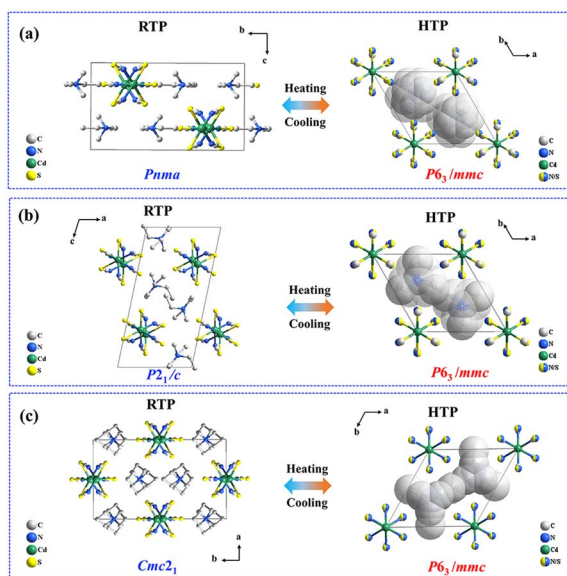 (a)
RTP
HTP
b
c
b
a
Heating
Cooling
C
N
Cd
S
C
N
Cd
N/S
Pnma
P6₃/mmc
(b)
RTP
HTP
a
c
b
a
Heating
Cooling
C
N
Cd
S
C
N
Cd
N/S
P2₁/c
P6₃/mmc
(c)
RTP
HTP
a
b
a
b
Heating
Cooling
C
N
Cd
S
C
N
Cd
N/S
Cmc2₁
P6₃/mmc